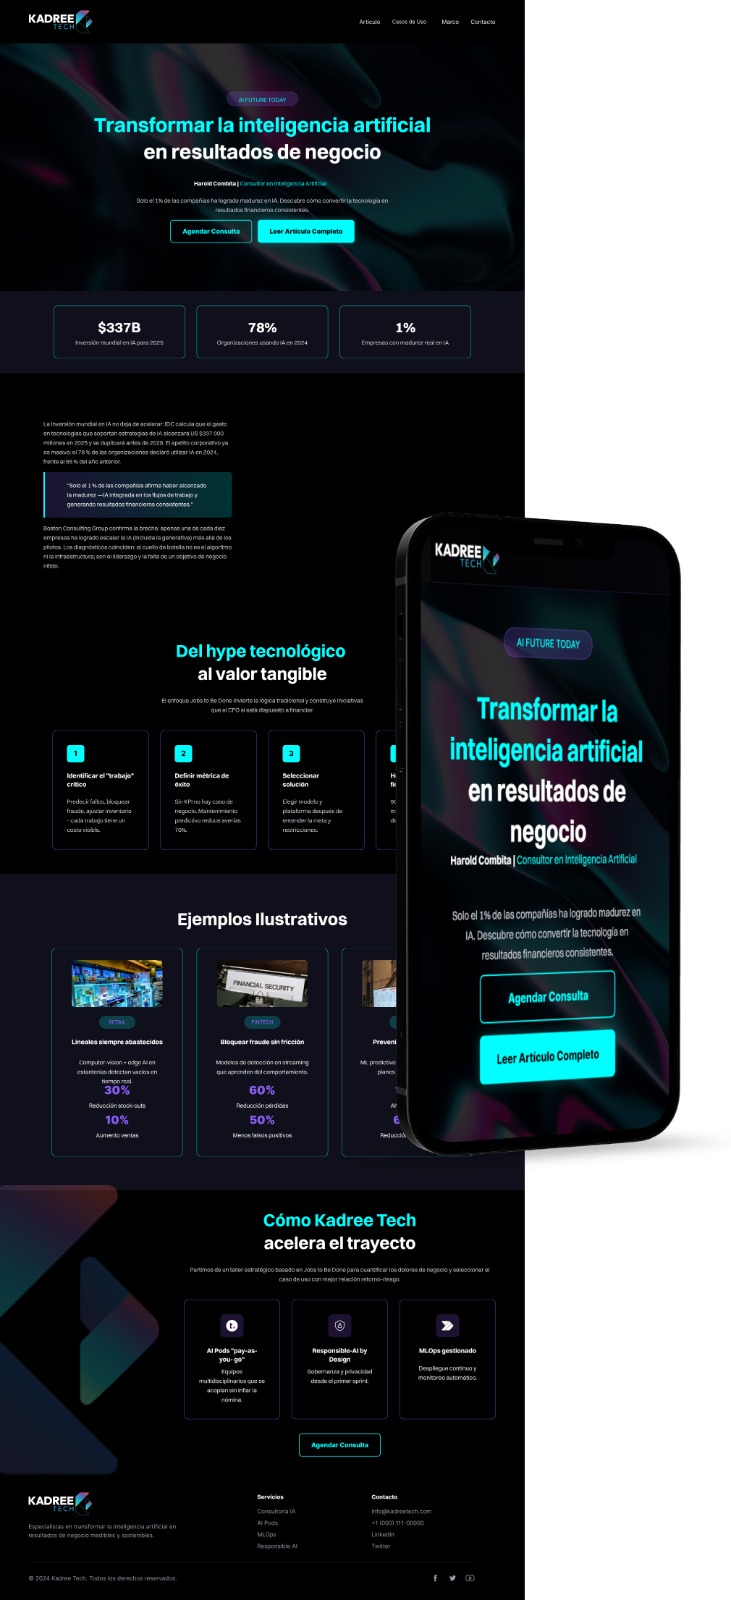 KADREE
TECH
Artículo
Casos de Uso
Marco
Contacto
AI FUTURE TODAY
Transformar la inteligencia artificial
en resultados de negocio
Harold Combita | Consultor en Inteligencia Artificial
Solo el 1% de las compañías ha logrado madurez en IA. Descubre cómo convertir la tecnología en
resultados financieros consistentes.
Agendar Consulta
Leer Artículo Completo
$337B
Inversión mundial en IA para 2025
78%
Organizaciones usando IA en 2024
1%
Empresas con madurez real en IA
La inversión mundial en IA no deja de acelerar: IDC calcula que el gasto
en tecnologías que soportan estrategias de IA alcanzará US $337 000
millones en 2025 y se duplicará antes de 2028. El apetito corporativo ya
es masivo: el 78 % de las organizaciones declaró utilizar IA en 2024,
frente al 55 % del año anterior.
"Solo el 1 % de las compañías afirma haber alcanzado
la madurez —IA integrada en los flujos de trabajo y
generando resultados financieros consistentes."
Boston Consulting Group confirma la brecha: apenas una de cada diez
empresas ha logrado escalar la IA (incluida la generativa) más allá de los
pilotos. Los diagnósticos coinciden: el cuello de botella no es el algoritmo
ni la infraestructura; son el liderazgo y la falta de un objetivo de negocio
nítido.
Del hype tecnológico
al valor tangible
El enfoque Jobs to Be Done invierte la lógica tradicional y construye iniciativas
que el CFO sí está dispuesto a financiar.
1
Identificar el "trabajo"
crítico
Predecir fallas, bloquear
fraude, ajustar inventario
– cada trabajo tiene un
costo visible.
2
Definir métrica de
éxito
Sin KPI no hay caso de
negocio. Mantenimiento
predictivo reduce averías
70%.
3
Seleccionar
solución
Elegir modelo y
plataforma después de
entender la meta y
restricciones.
Ejemplos Ilustrativos
RETAIL
Lineales siempre abastecidos
Computer vision + edge AI en
estanterías detectan vacíos en
tiempo real.
30%
Reducción stock-outs
10%
Aumento ventas
FINANCIAL SECURITY
FINTECH
Bloquear fraude sin fricción
Modelos de detección en streaming
que aprenden del comportamiento.
60%
Reducción pérdidas
50%
Menos falsos positivos
Preveni
ML predictivo
planes
6
Reducció
KADREE
TECH
AI FUTURE TODAY
Transformar la
inteligencia artificial
en resultados de
negocio
Harold Combita | Consultor en Inteligencia Artificial
Solo el 1% de las compañías ha logrado madurez en
IA. Descubre cómo convertir la tecnología en
resultados financieros consistentes.
Agendar Consulta
Leer Artículo Completo
Cómo Kadree Tech
acelera el trayecto
Partimos de un taller estratégico basado en Jobs to Be Done para cuantificar los dolores de negocio y seleccionar el
caso de uso con mejor relación retorno-riesgo.
AI Pods "pay-as-
you-go"
Equipos
multidisciplinarios que se
acoplan sin inflar la
nómina.
Responsible-AI by
Design
Gobernanza y privacidad
desde el primer sprint.
MLOps gestionado
Despliegue continuo y
monitoreo automático.
Agendar Consulta
KADREE
TECH
Especialistas en transformar la inteligencia artificial en
resultados de negocio medibles y sostenibles.
Servicios
Consultoría IA
AI Pods
MLOps
Responsible AI
Contacto
info@kadreetech.com
+1 (000) 111-00000
LinkedIn
Twitter
© 2024 Kadree Tech. Todos los derechos reservados.